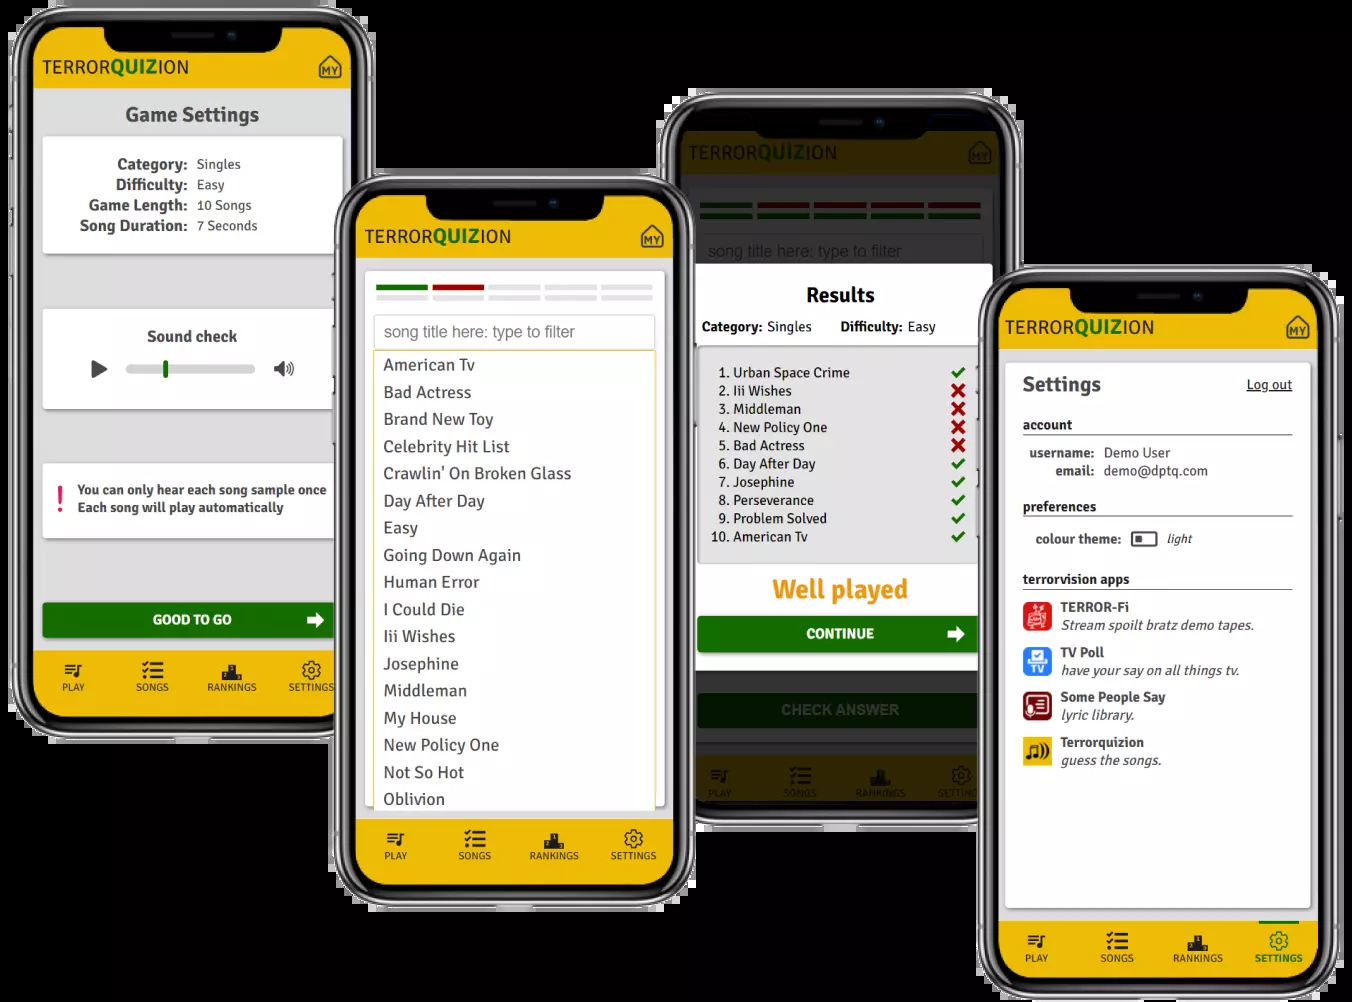 TERRORQUIZION
MY
Game Settings
Category: Singles
Difficulty: Easy
Game Length: 10 Songs
Song Duration: 7 Seconds
Sound check
You can only hear each song sample once
Each song will play automatically
GOOD TO GO
PLAY
SONGS
RANKINGS
SETTINGS
TERRORQUIZION
MY
song title here: type to filter
American Tv
Bad Actress
Brand New Toy
Celebrity Hit List
Crawlin' On Broken Glass
Day After Day
Easy
Going Down Again
Human Error
I Could Die
Iii Wishes
Josephine
Middleman
My House
New Policy One
Not So Hot
Oblivion
PLAY
SONGS
RANKINGS
SETTINGS
TERRORQUIZION
MY
song title here: type to filter
Results
Category: Singles Difficulty: Easy
1. Urban Space Crime
2. Iii Wishes
3. Middleman
4. New Policy One
5. Bad Actress
6. Day After Day
7. Josephine
8. Perseverance
9. Problem Solved
10. American Tv
Well played
CONTINUE
CHECK ANSWER
PLAY
SONGS
RANKINGS
SETTING
TERRORQUIZION
MY
Settings
Log out
account
username: Demo User
email: demo@dptq.com
preferences
colour theme: light
terrorvision apps
TERROR-Fi
Stream spoilt bratz demo tapes.
TV
TV Poll
have your say on all things tv.
Some People Say
lyric library.
Terrorquizion
guess the songs.
PLAY
SONGS
RANKINGS
SETTINGS